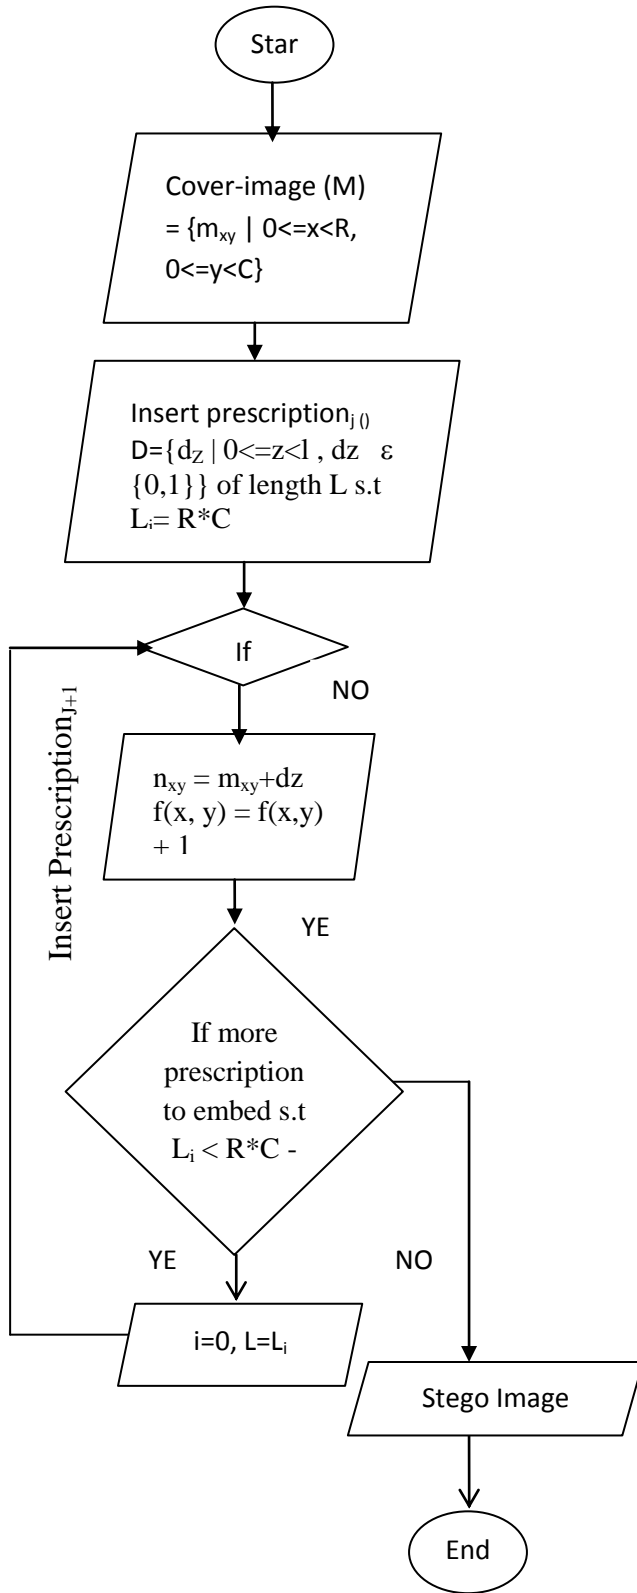 Star
Cover-image (M)
= {mxy | 0<=x<R,
0<=y<C}
Insert prescriptionj ()
D={dZ | 0<=z<l , dz ε
{0,1}} of length L s.t
Li= R*C
If
NO
nxy = mxy+dz
f(x, y) = f(x,y)
+ 1
YE
Insert PrescriptionJ+1
If more
prescription
to embed s.t
Li < R*C -
YE
NO
i=0, L=Li
Stego Image
End